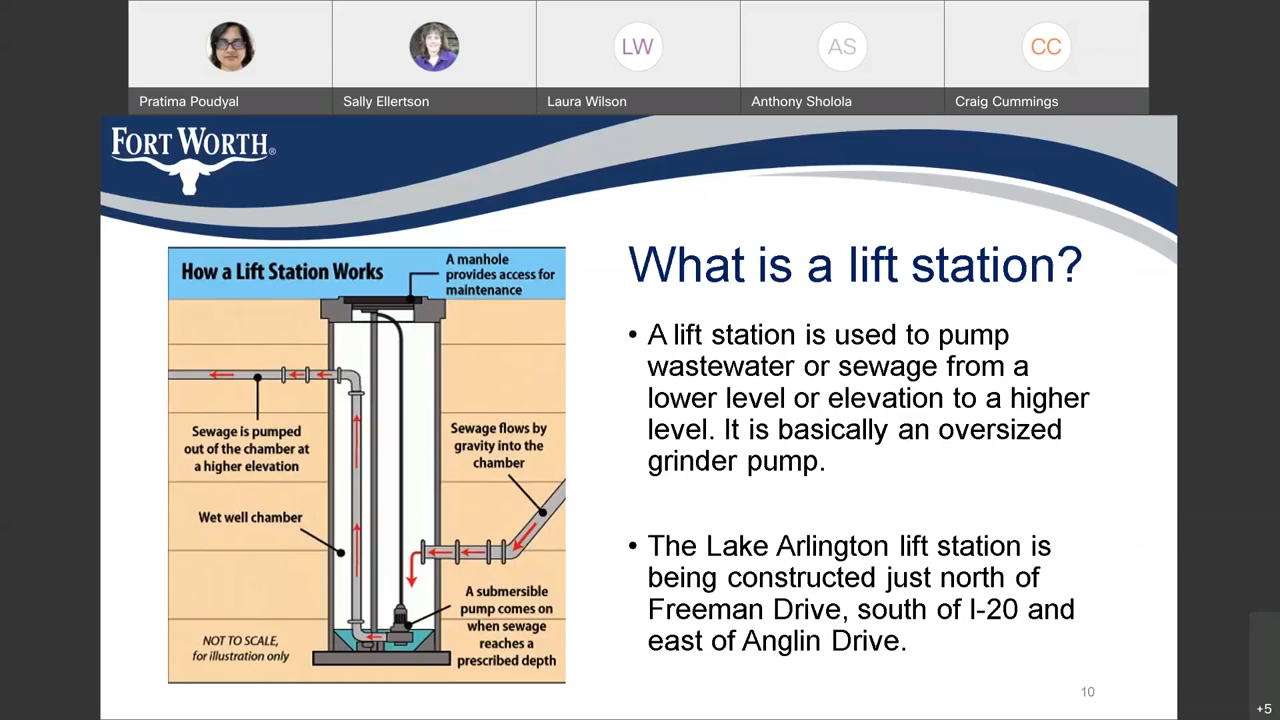 LW
AS
CC
Pratima Poudyal
Sally Ellertson
Laura Wilson
Anthony Sholola
Craig Cummings
FORT WORTH®
How a Lift Station Works
A manhole
provides access for
maintenance
Sewage is pumped
out of the chamber at
a higher elevation
Sewage flows by
gravity into the
chamber
Wet well chamber
A submersible
pump comes on
when sewage
reaches a
prescribed depth
NOT TO SCALE,
for illustration only
What is a lift station?
• A lift station is used to pump
wastewater or sewage from a
lower level or elevation to a higher
level. It is basically an oversized
grinder pump.
• The Lake Arlington lift station is
being constructed just north of
Freeman Drive, south of I-20 and
east of Anglin Drive.
10
+5